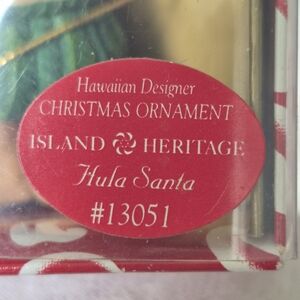 Hawaiian Designer
CHRISTMAS ORNAMENT
ISLAND HERITAGE
Hula Santa
#13051